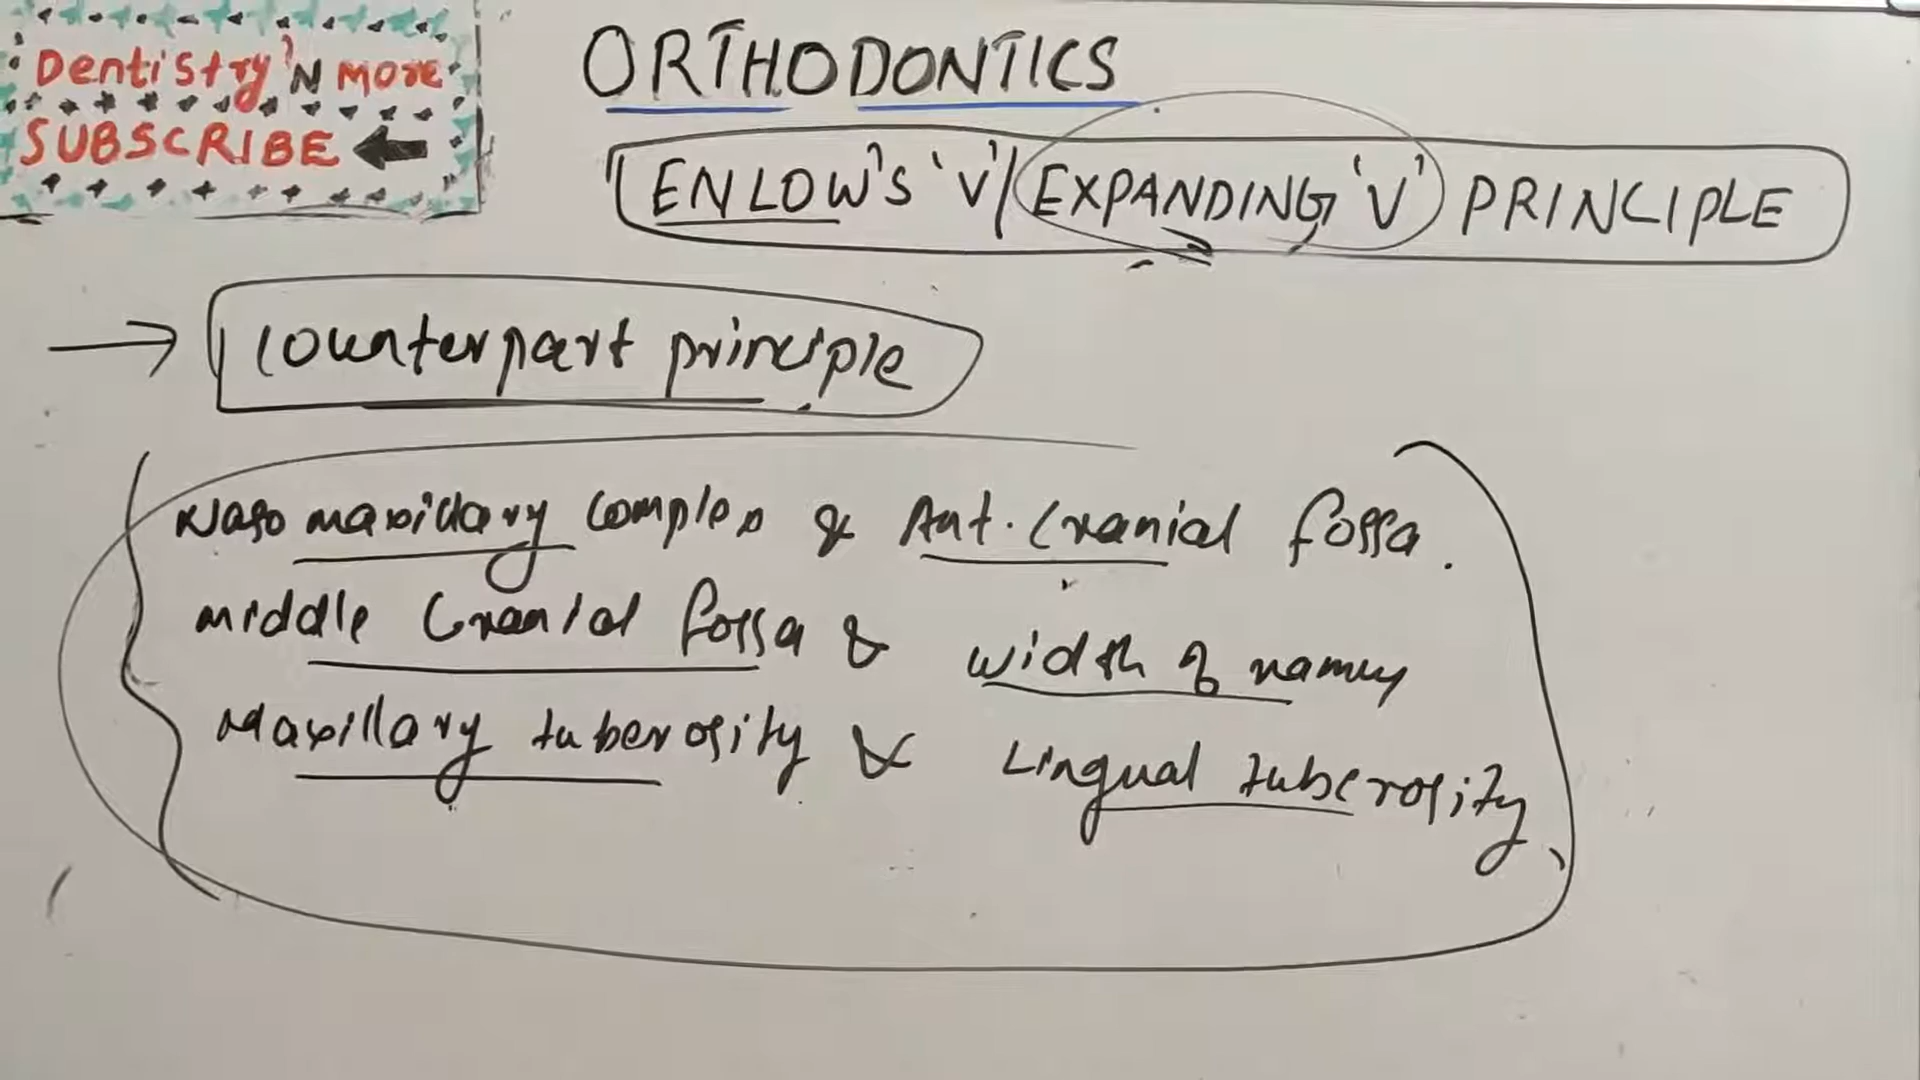 Dentistry 'N more
SUBSCRIBE
ORTHODONTICS
ENLOW'S 'V'/ EXPANDING 'V' PRINCIPLE
Counterpart principle
Naso maxillary Complex & Ant. Cranial fossa.
middle Cranial fossa & width of ramus
Maxillary tuberosity & Lingual tuberosity